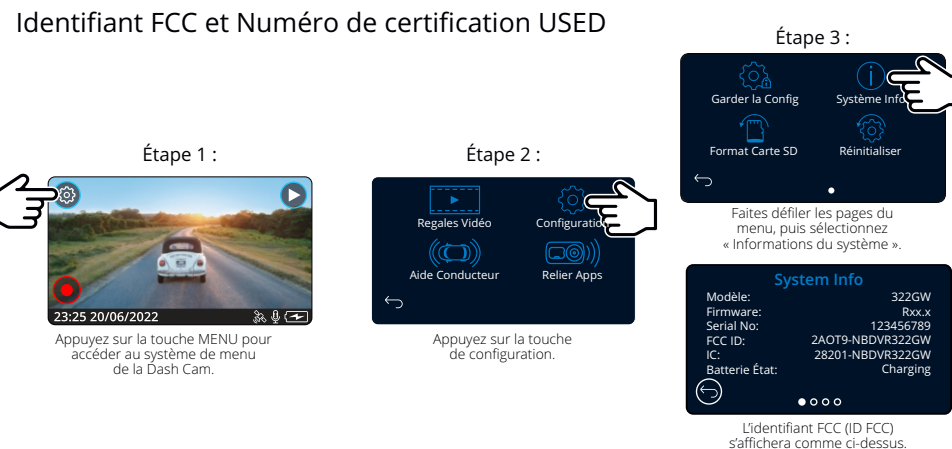 Identifiant FCC et Numéro de certification USED
Étape 1 :
23:25 20/06/2022
Appuyez sur la touche MENU pour
accéder au système de menu
de la Dash Cam.
Étape 2 :
Regales Vidéo
Configuratio
Aide Conducteur
Relier Apps
Appuyez sur la touche
de configuration.
Étape 3 :
Garder la Config
Système Info
Format Carte SD
Réinitialiser
Faites défiler les pages du
menu, puis sélectionnez
« Informations du système ».
System Info
Modèle: 322GW
Firmware: Rxx.x
Serial No: 123456789
FCC ID: 2AOT9-NBDVR322GW
IC: 28201-NBDVR322GW
Batterie État: Charging
L'identifiant FCC (ID FCC)
s'affichera comme ci-dessus.